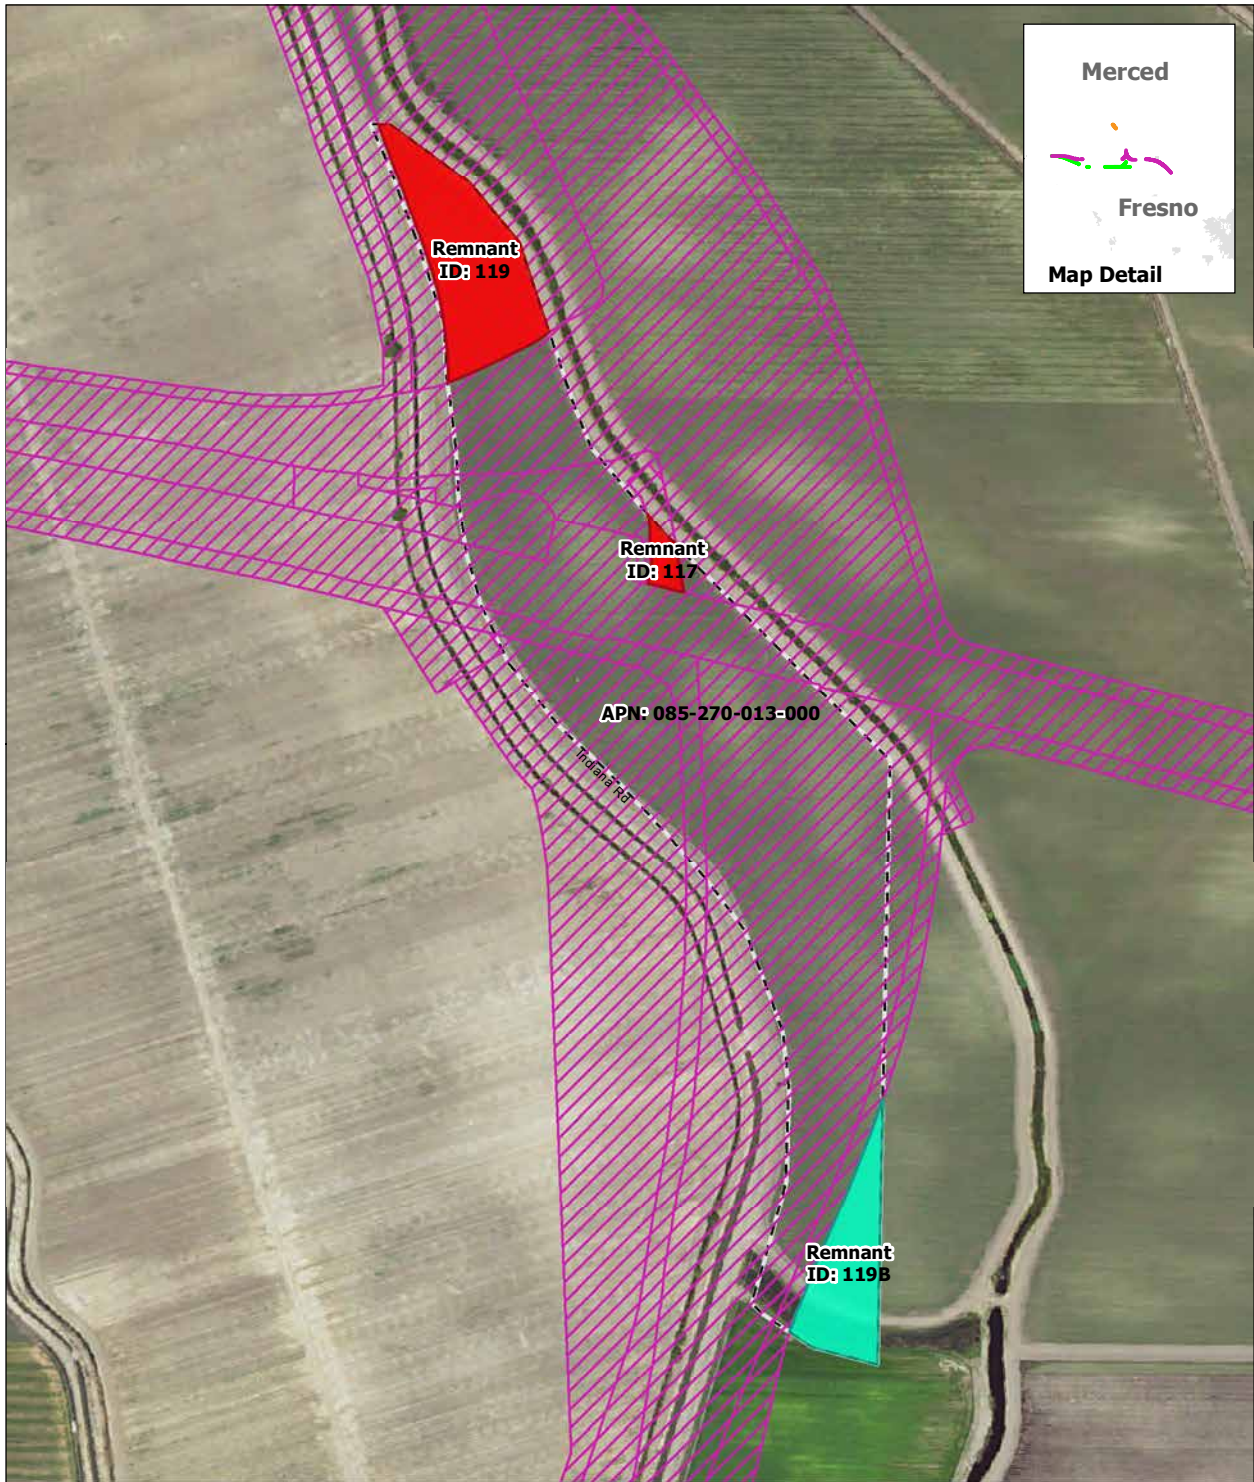 Merced
Fresno
Map Detail
Remnant
ID: 119
Remnant
ID: 117
APN: 085-270-013-000
Indiana Rd
Remnant
ID: 119B